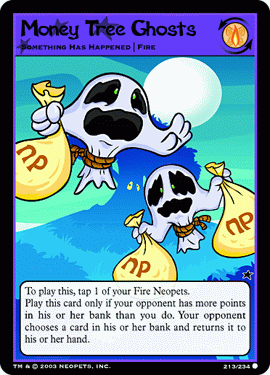 Money Tree Ghosts
Something Has Happened | Fire
NP
NP
NP
NP
To play this, tap 1 of your Fire Neopets.
Play this card only if your opponent has more points
in his or her bank than you do. Your opponent
chooses a card in his or her bank and returns it to
his or her hand.
TM & © 2003 NEOPETS, INC.
213/234